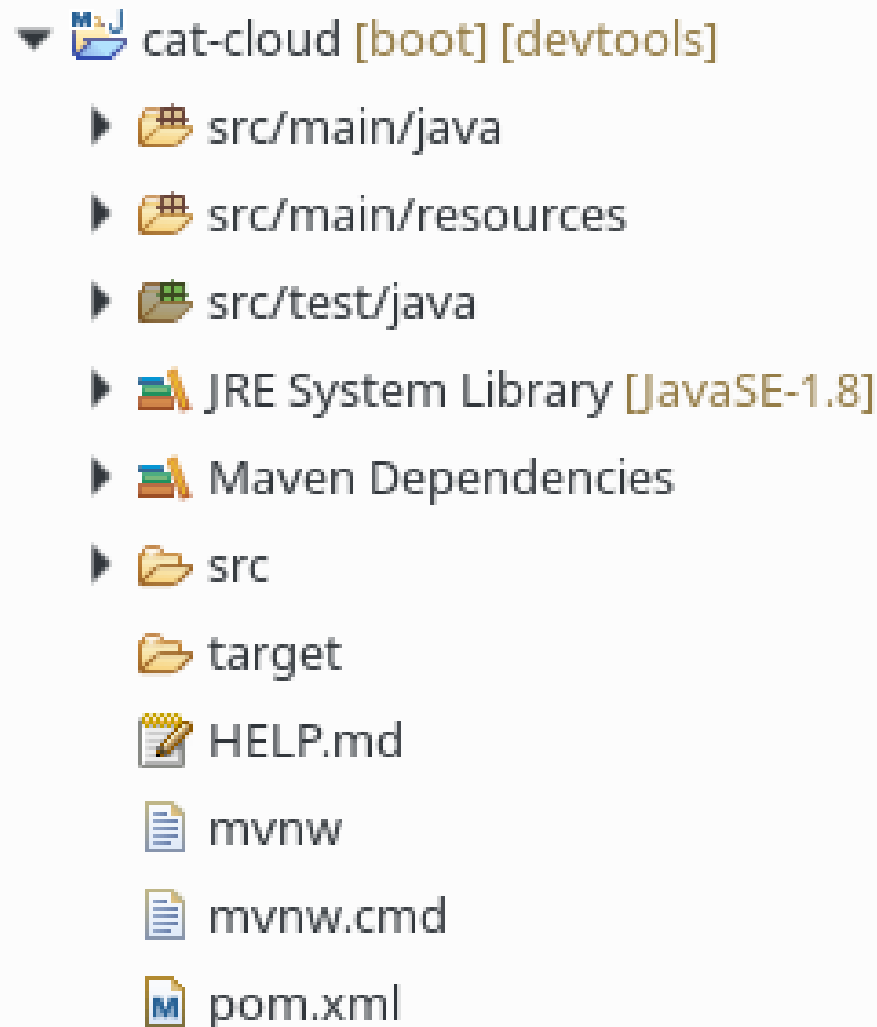 cat-cloud [boot] [devtools]
src/main/java
src/main/resources
src/test/java
JRE System Library [JavaSE-1.8]
Maven Dependencies
src
target
HELP.md
mvnw
mvnw.cmd
pom.xml